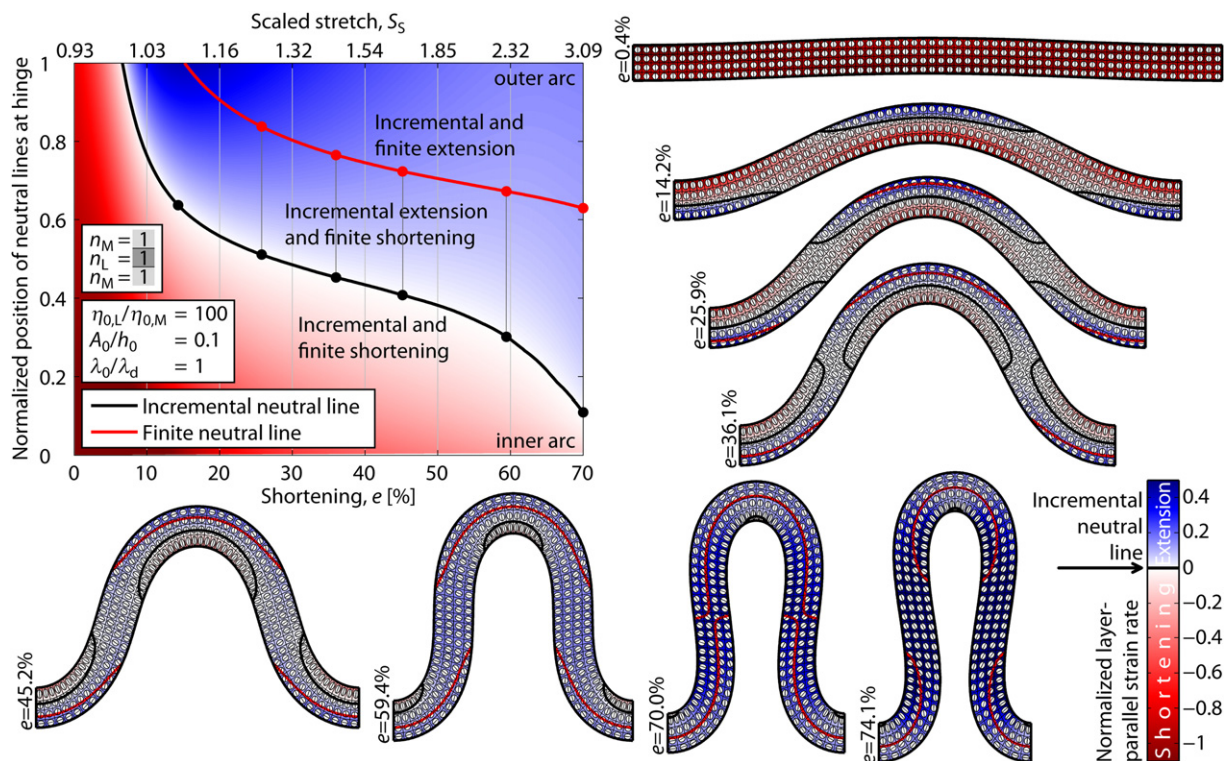 Scaled stretch, S_S
0.93 1.03 1.16 1.32 1.54 1.85 2.32 3.09
Normalized position of neutral lines at hinge
1
0.8
0.6
0.4
0.2
0
outer arc
Incremental and
finite extension
Incremental extension
and finite shortening
Incremental and
finite shortening
inner arc
n_M = 1
n_L = 1
n_M = 1
η_0,L/η_0,M = 100
A_0/h_0 = 0.1
λ_0/λ_d = 1
Incremental neutral line
Finite neutral line
0 10 20 30 40 50 60 70
Shortening, e [%]
e=0.4%
e=14.2%
e=25.9%
e=36.1%
e=45.2%
e=59.4%
e=70.0%
e=74.1%
Incremental
neutral
line
Normalized layer-
parallel strain rate
Extension
Shortening
0.4
0.2
0
−0.2
−0.4
−0.6
−0.8
−1